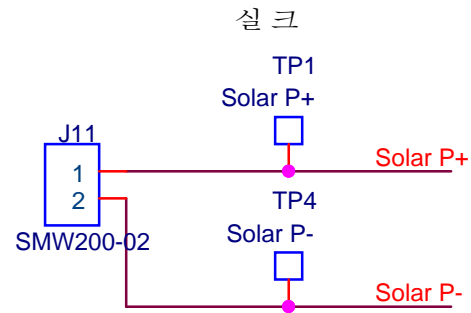 실 크
TP1
Solar P+
J11
1
Solar P+
2
TP4
SMW200-02
Solar P-
Solar P-